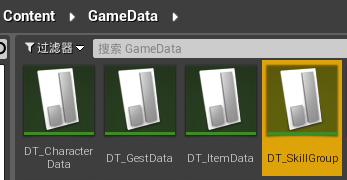 Content GameData
过滤器 搜索 GameData
DT_Character
Data
DT_GestData
DT_ItemData
DT_SkillGroup